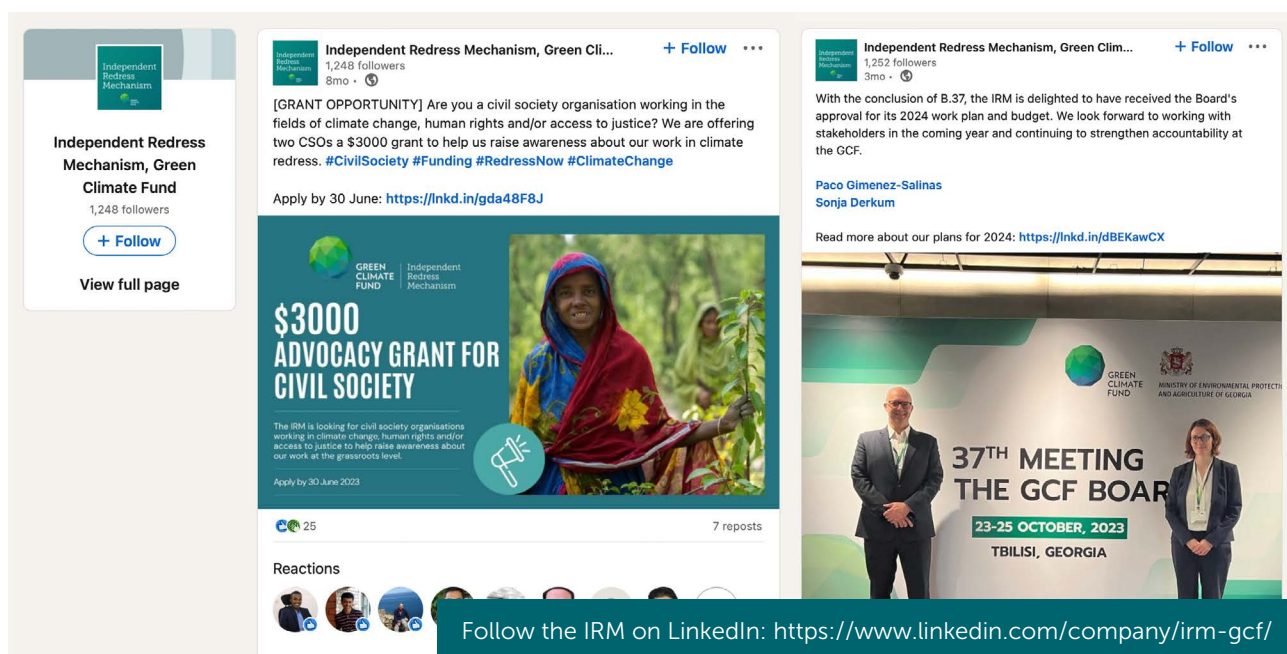 Independent
Redress
Mechanism
Independent Redress
Mechanism, Green
Climate Fund
1,248 followers
+ Follow
View full page
Independent
Redress
Mechanism
Independent Redress Mechanism, Green Cli...
+ Follow
1,248 followers
8mo •
[GRANT OPPORTUNITY] Are you a civil society organisation working in the
fields of climate change, human rights and/or access to justice? We are offering
two CSOs a $3000 grant to help us raise awareness about our work in climate
redress. #CivilSociety #Funding #RedressNow #ClimateChange
Apply by 30 June: https://lnkd.in/gda48F8J
GREEN
CLIMATE
FUND
Independent
Redress
Mechanism
$3000
ADVOCACY GRANT FOR
CIVIL SOCIETY
The IRM is looking for civil society organisations
working in climate change, human rights and/or
access to justice to help raise awareness about
our work at the grassroots level.
Apply by 30 June 2023
25
7 reposts
Reactions
Independent
Redress
Mechanism
Independent Redress Mechanism, Green Clim...
+ Follow
1,252 followers
3mo •
With the conclusion of B.37, the IRM is delighted to have received the Board's
approval for its 2024 work plan and budget. We look forward to working with
stakeholders in the coming year and continuing to strengthen accountability at
the GCF.
Paco Gimenez-Salinas
Sonja Derkum
Read more about our plans for 2024: https://lnkd.in/dBEKawCX
GREEN
CLIMATE
FUND
MINISTRY OF ENVIRONMENTAL PROTECTI
AND AGRICULTURE OF GEORGIA
37TH MEETING
THE GCF BOAR
23-25 OCTOBER, 2023
TBILISI, GEORGIA
Follow the IRM on LinkedIn: https://www.linkedin.com/company/irm-gcf/